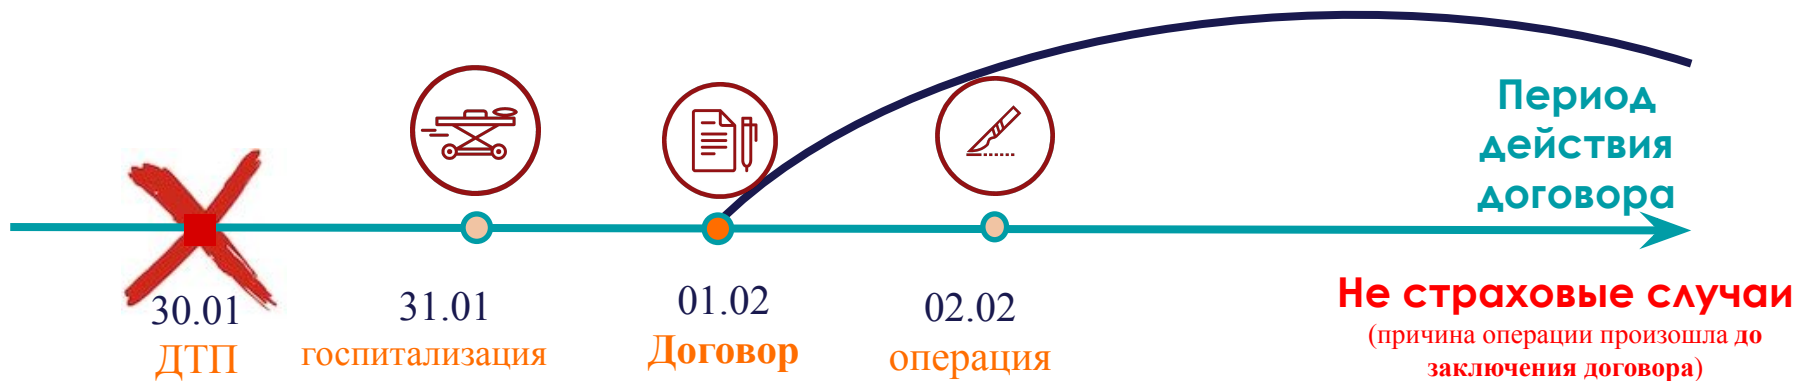 Период
действия
договора
30.01
ДТП
31.01
госпитализация
01.02
Договор
02.02
операция
Не страховые случаи
(причина операции произошла до
заключения договора)